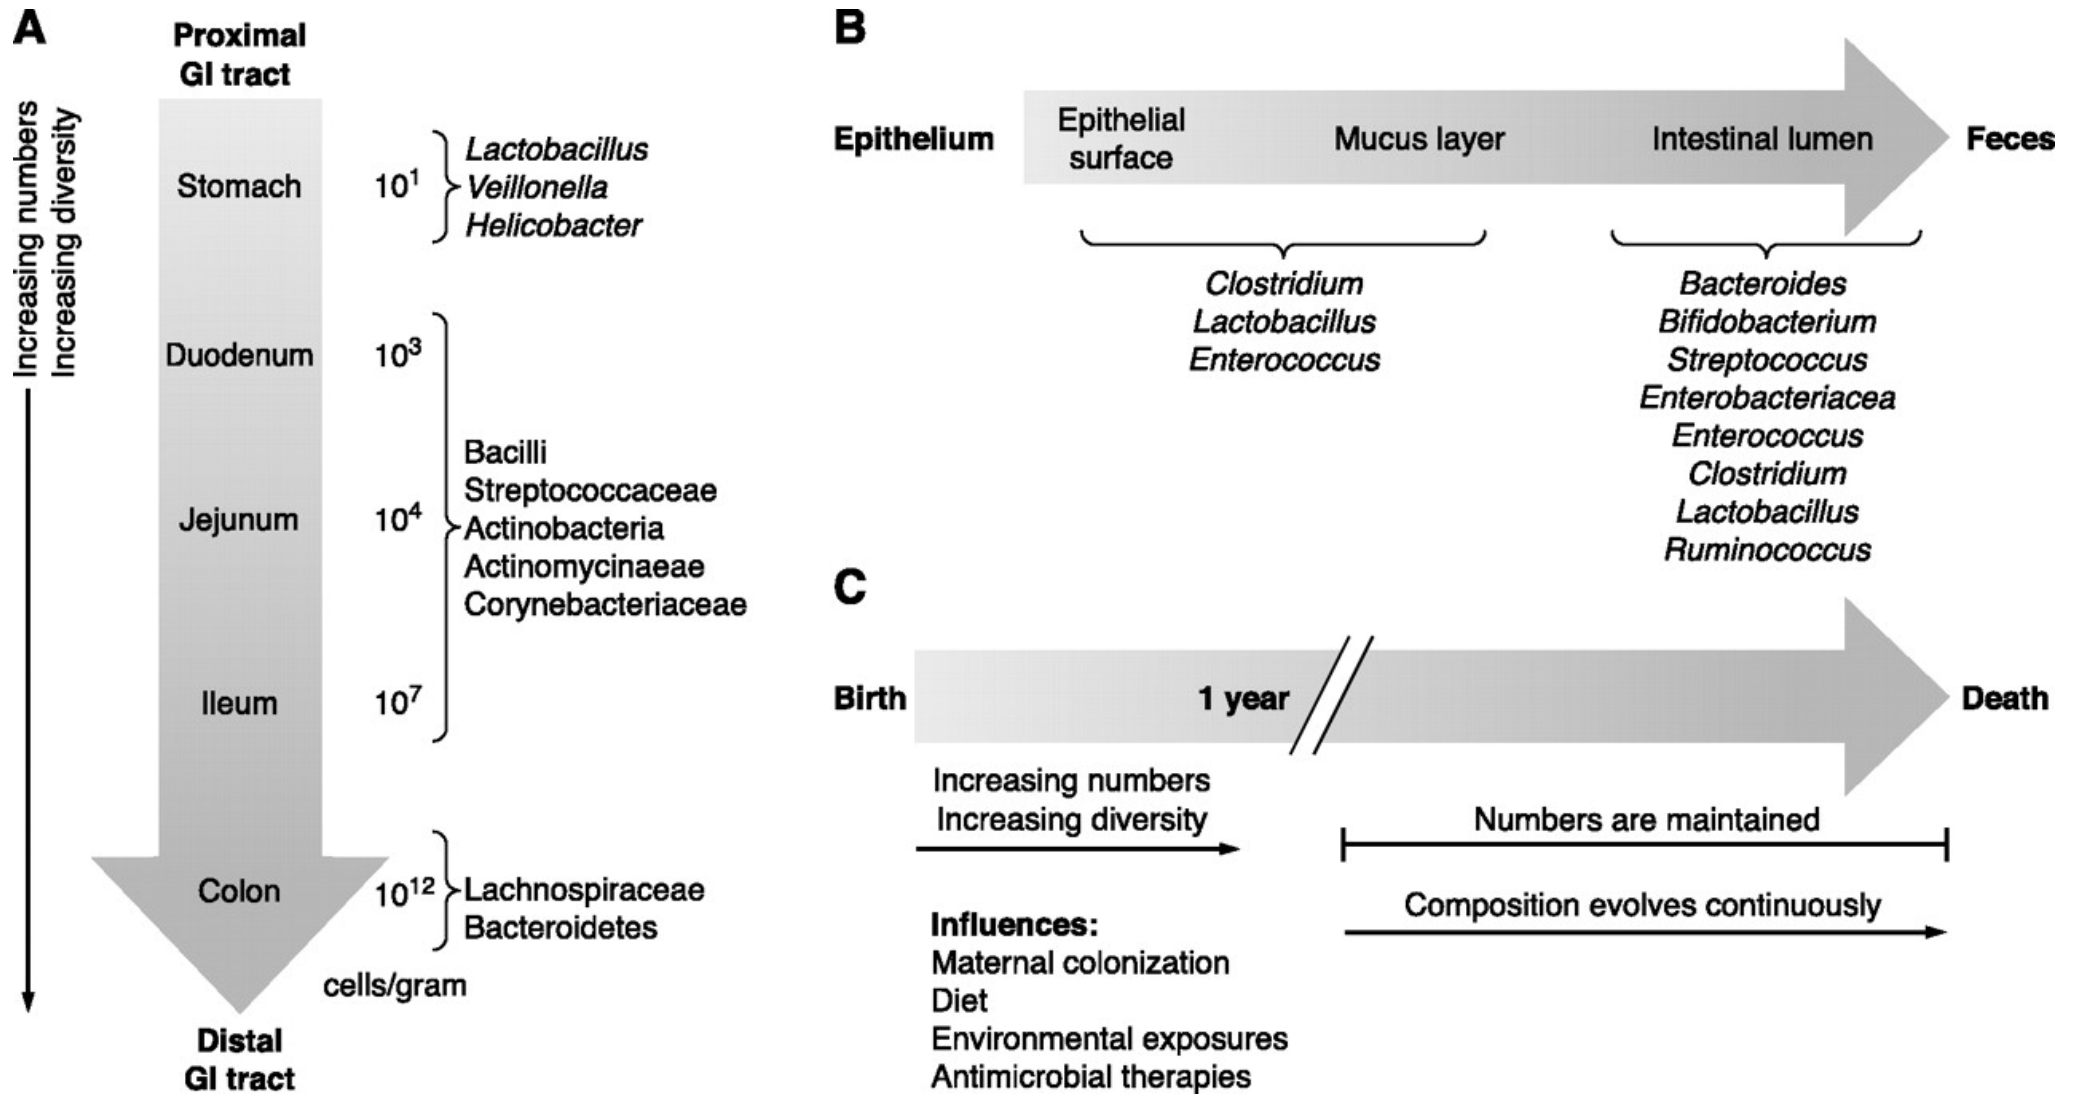 A
Proximal
GI tract
Increasing numbers
Increasing diversity
Stomach
10¹
Lactobacillus
Veillonella
Helicobacter
Duodenum
10³
Jejunum
10⁴
Ileum
10⁷
Bacilli
Streptococcaceae
Actinobacteria
Actinomycinaeae
Corynebacteriaceae
Colon
10¹²
Lachnospiraceae
Bacteroidetes
cells/gram
Distal
GI tract
B
Epithelium
Epithelial
surface
Mucus layer
Intestinal lumen
Feces
Clostridium
Lactobacillus
Enterococcus
Bacteroides
Bifidobacterium
Streptococcus
Enterobacteriacea
Enterococcus
Clostridium
Lactobacillus
Ruminococcus
C
Birth
1 year
Death
Increasing numbers
Increasing diversity
Numbers are maintained
Composition evolves continuously
Influences:
Maternal colonization
Diet
Environmental exposures
Antimicrobial therapies